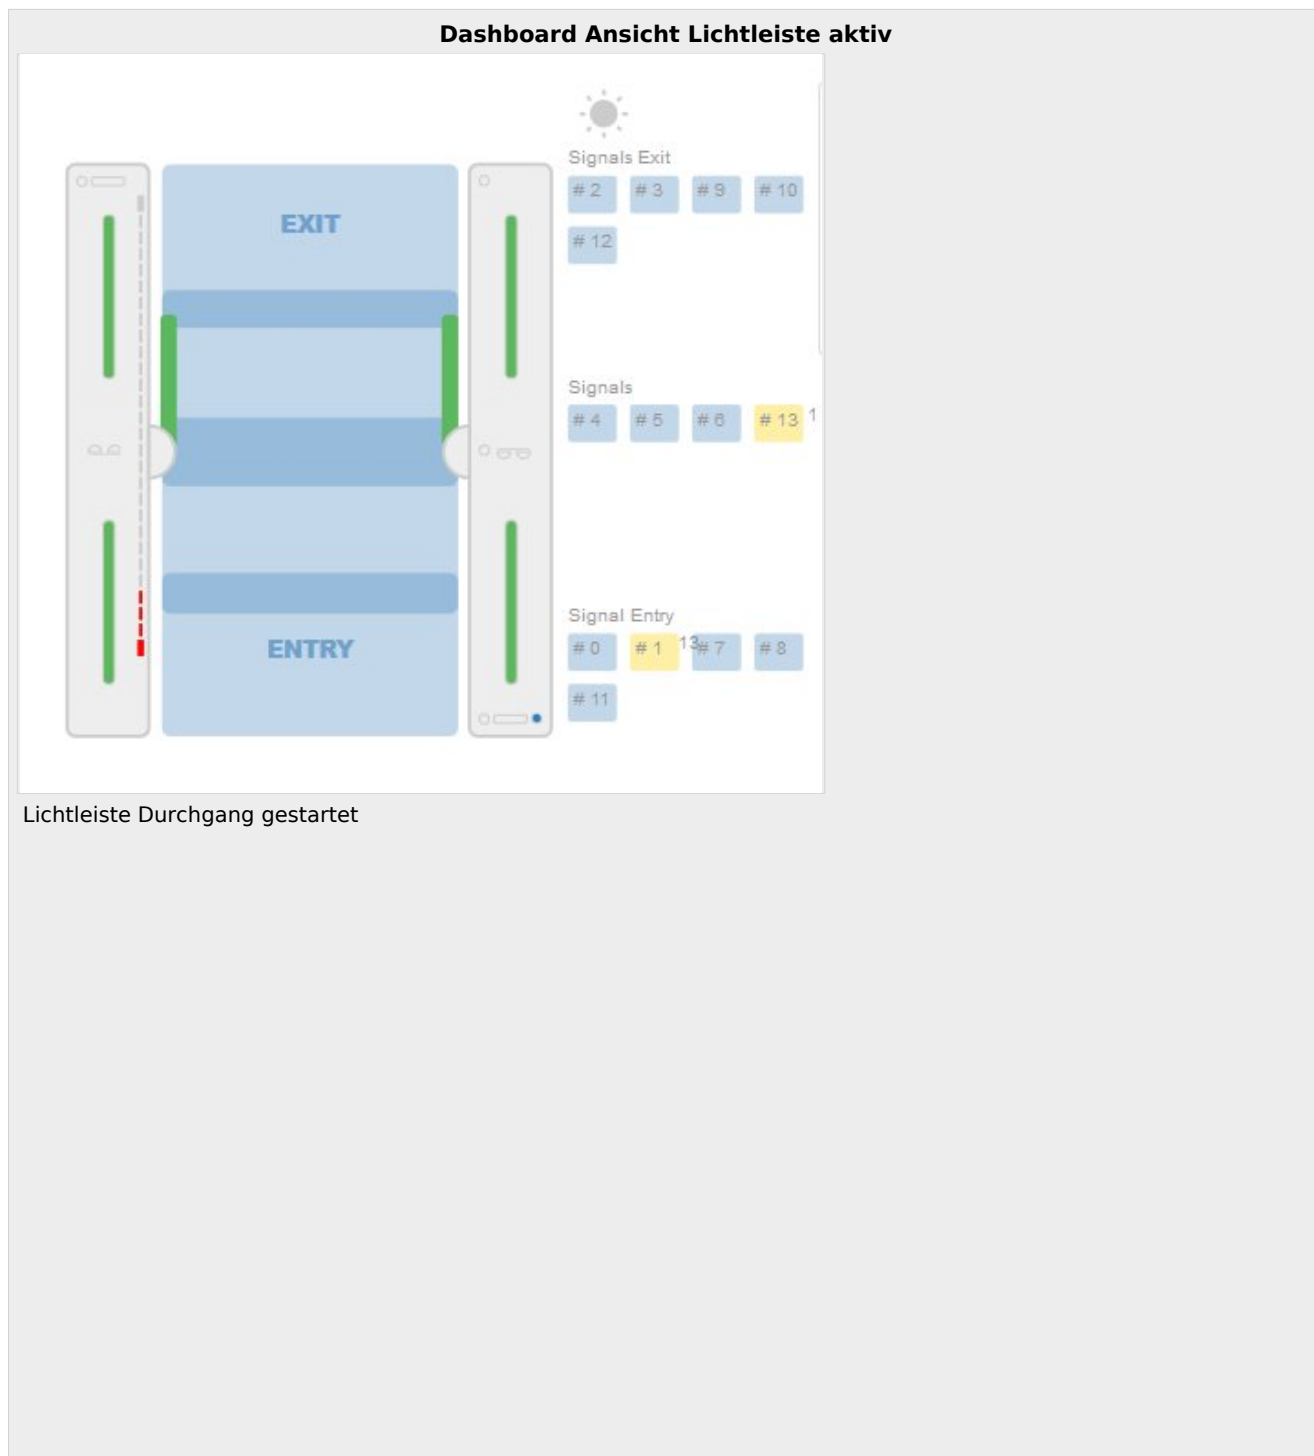 Dashboard Ansicht Lichtleiste aktiv
Signals Exit
# 2 # 3 # 9 # 10
# 12
EXIT
Signals
# 4 # 5 # 6 # 13 1
Signal Entry
# 0 # 1 13 # 7 # 8
# 11
ENTRY
Lichtleiste Durchgang gestartet